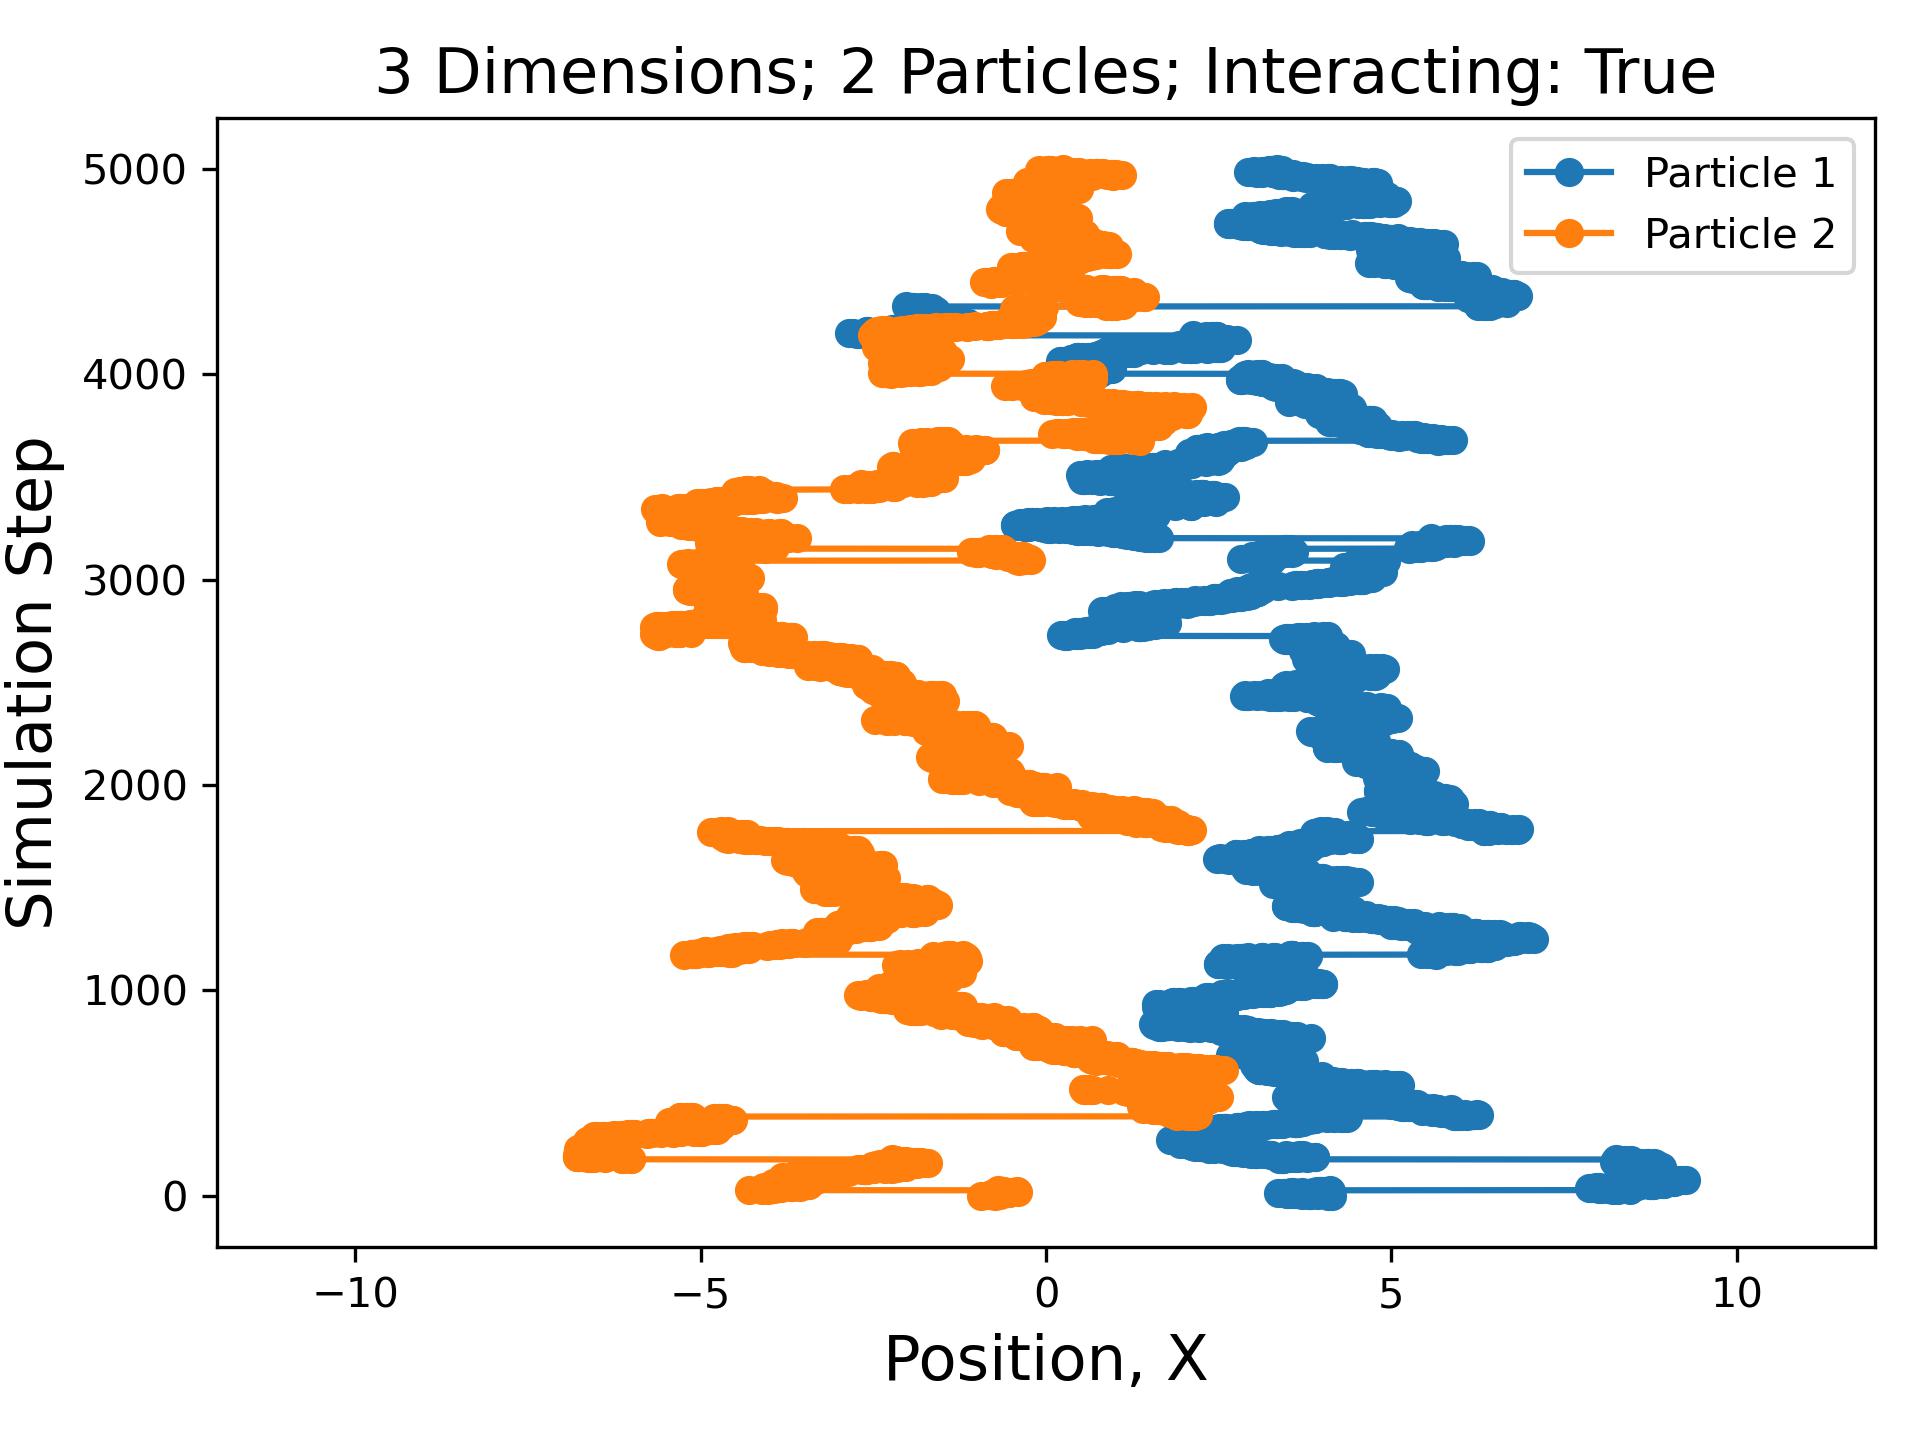 3 Dimensions; 2 Particles; Interacting: True
Particle 1
Particle 2
Simulation Step
5000
4000
3000
2000
1000
0
−10
−5
0
5
10
Position, X